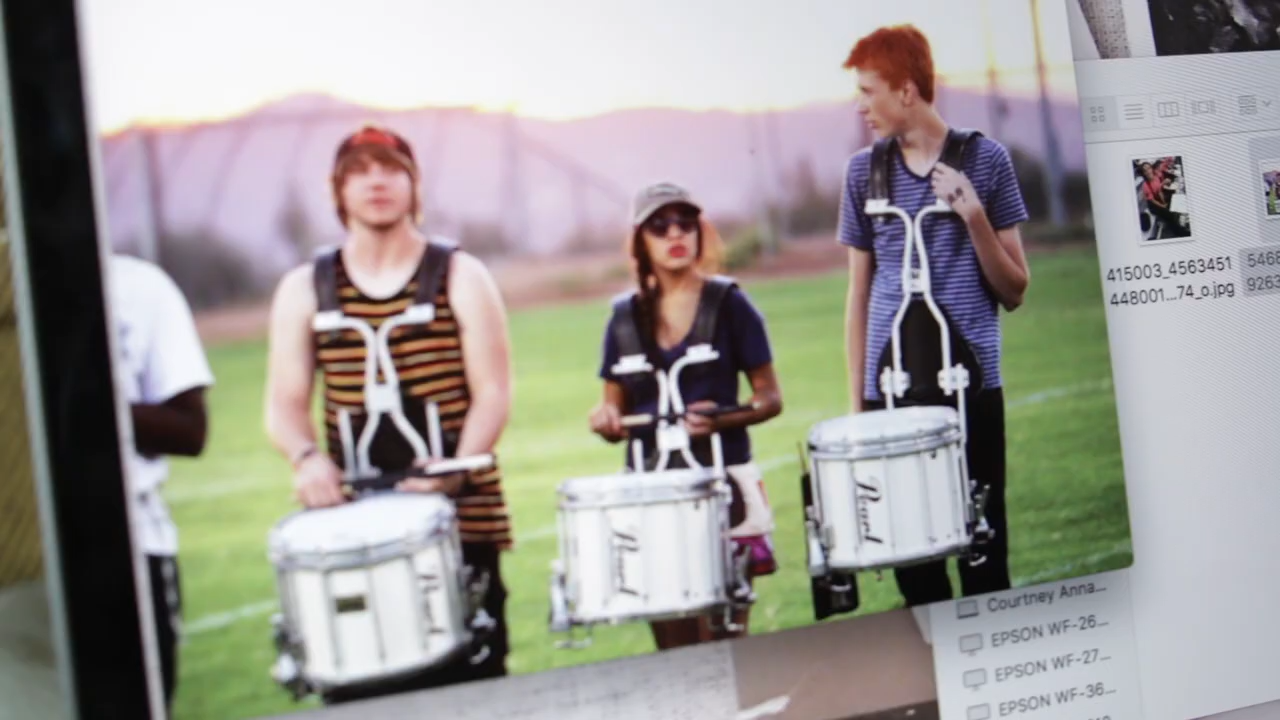 415003_4563451
448001...74_o.jpg
5468
9263
Pearl
Pearl
Pearl
Courtney Anna...
EPSON WF-26...
EPSON WF-27...
EPSON WF-36...